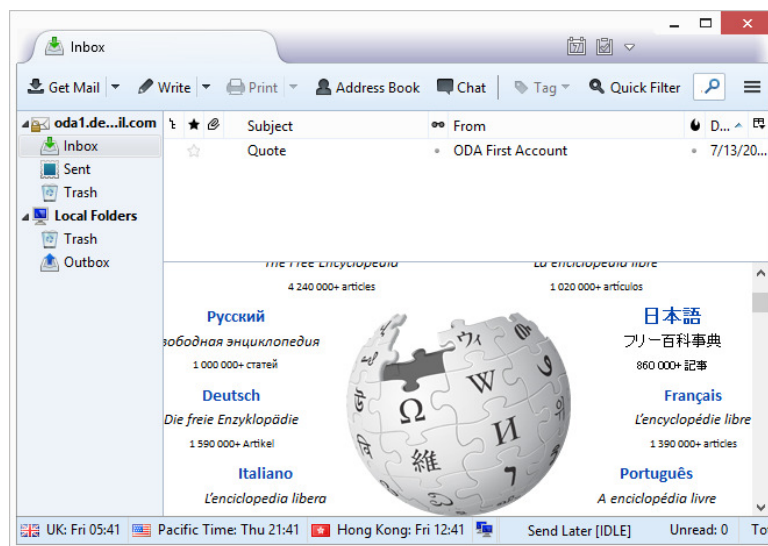 Inbox
Get Mail Write Print Address Book Chat Tag Quick Filter
oda1.de...il.com
Inbox
Sent
Trash
Local Folders
Trash
Outbox
Subject From D...
Quote ODA First Account 7/13/20...
The Free Encyclopedia
4 240 000+ articles
La enciclopedia libre
1 020 000+ artículos
Русский
вободная энциклопедия
1 000 000+ статей
日本語
フリー百科事典
860 000+ 記事
Deutsch
Die freie Enzyklopädie
1 590 000+ Artikel
Français
L'encyclopédie libre
1 390 000+ articles
Italiano
L'enciclopedia libera
Português
A enciclopédia livre
Ω
W
И
維
ウィ
7
UK: Fri 05:41 Pacific Time: Thu 21:41 Hong Kong: Fri 12:41 Send Later [IDLE] Unread: 0 To